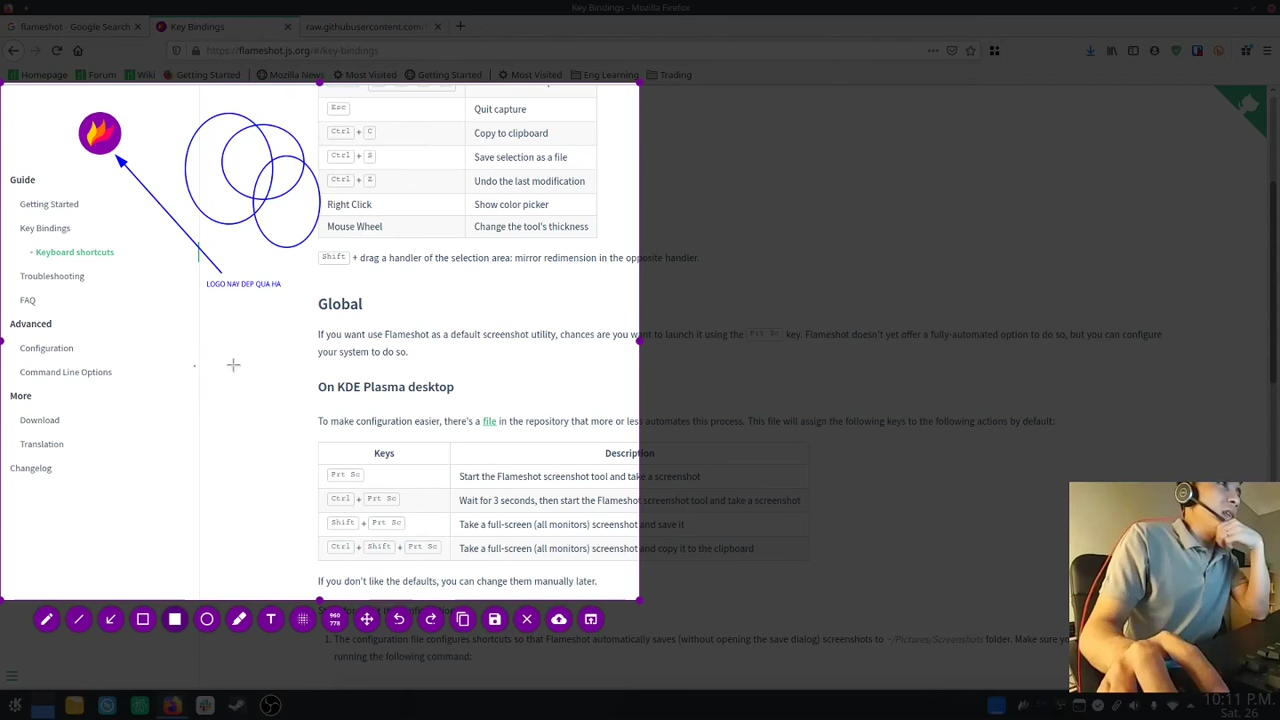 Key Bindings - Mozilla Firefox
flameshot - Google Search
Key Bindings
raw.githubusercontent.com/
https://flameshot.js.org/#/key-bindings
Homepage
Forum
Wiki
Getting Started
Mozilla News
Most Visited
Getting Started
Most Visited
Eng Learning
Trading
Guide
Getting Started
Key Bindings
- Keyboard shortcuts
Troubleshooting
FAQ
Advanced
Configuration
Command Line Options
More
Download
Translation
Changelog
LOGO NAY DEP QUA HA
Esc Quit capture
Ctrl + C Copy to clipboard
Ctrl + S Save selection as a file
Ctrl + Z Undo the last modification
Right Click Show color picker
Mouse Wheel Change the tool's thickness
Shift + drag a handler of the selection area: mirror redimension in the opposite handler.
Global
If you want use Flameshot as a default screenshot utility, chances are you want to launch it using the Prt Sc key. Flameshot doesn't yet offer a fully-automated option to do so, but you can configure
your system to do so.
On KDE Plasma desktop
To make configuration easier, there's a file in the repository that more or less automates this process. This file will assign the following keys to the following actions by default:
Keys Description
Prt Sc Start the Flameshot screenshot tool and take a screenshot
Ctrl + Prt Sc Wait for 3 seconds, then start the Flameshot screenshot tool and take a screenshot
Shift + Prt Sc Take a full-screen (all monitors) screenshot and save it
Ctrl + Shift + Prt Sc Take a full-screen (all monitors) screenshot and copy it to the clipboard
If you don't like the defaults, you can change them manually later.
T
960
770
1. The configuration file configures shortcuts so that Flameshot automatically saves (without opening the save dialog) screenshots to ~/Pictures/Screenshots folder. Make sure you
running the following command:
10:11 PM
Sat. 26